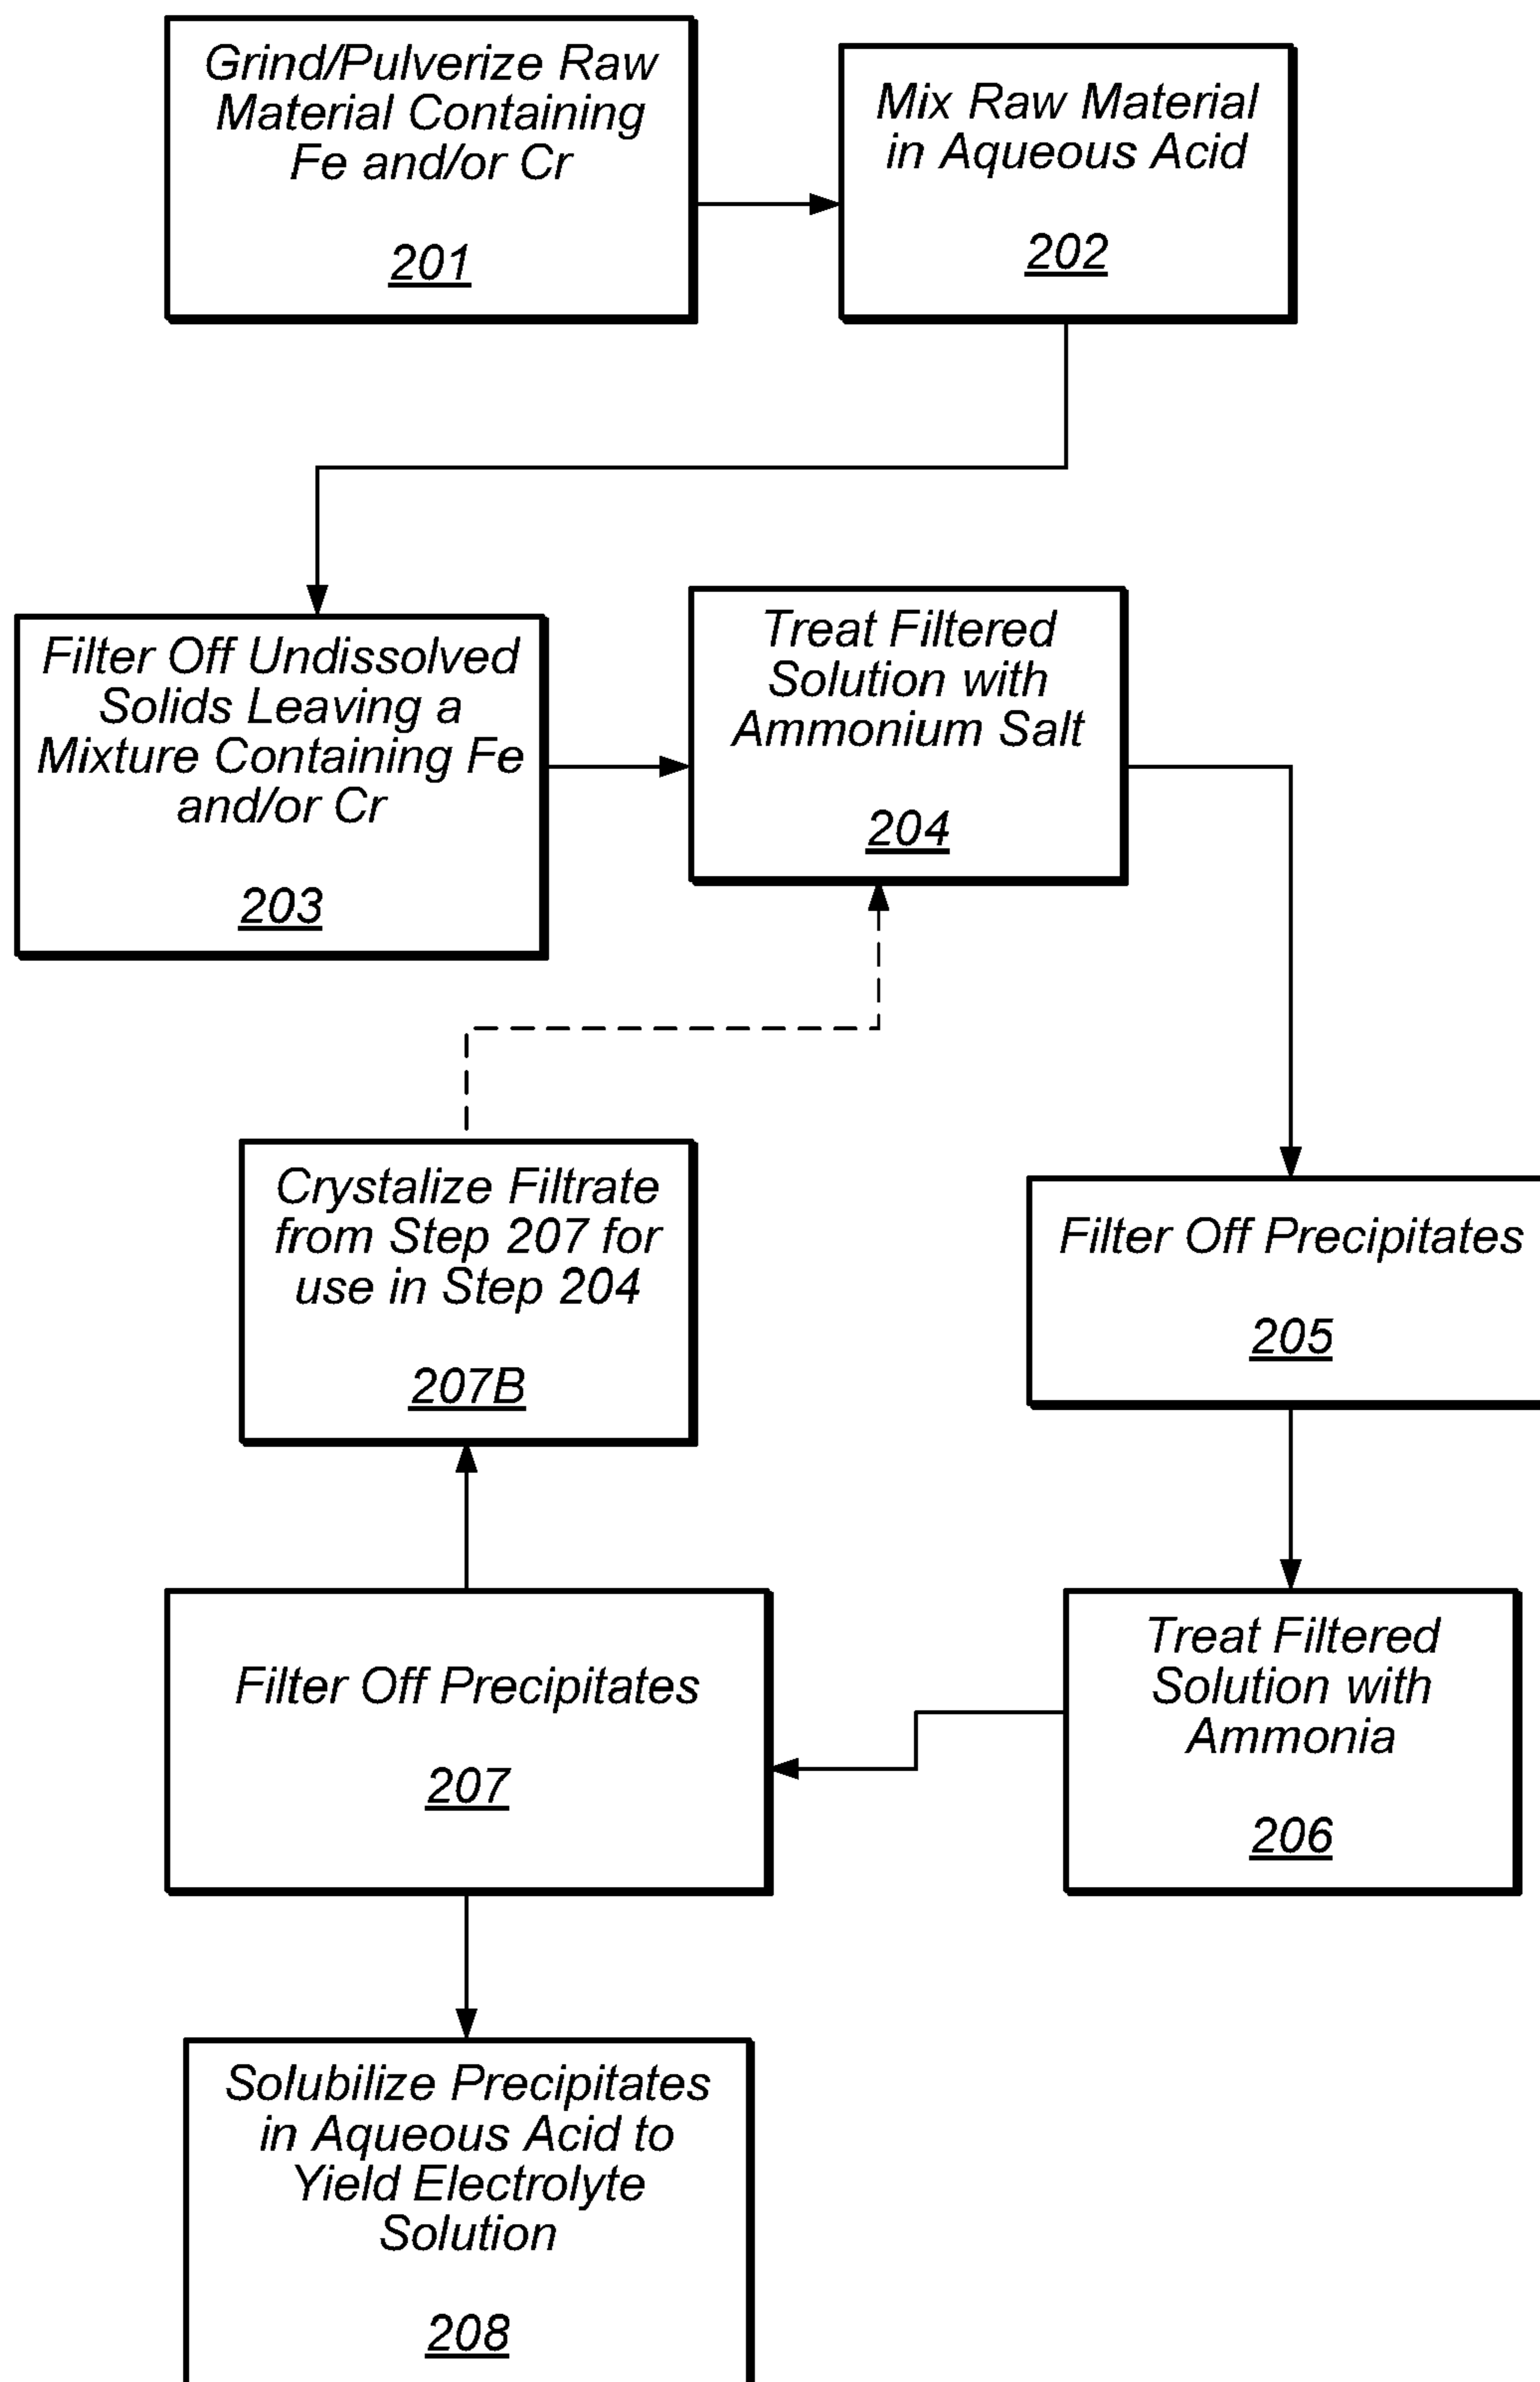 Grind/Pulverize Raw
Material Containing
Fe and/or Cr
201
Mix Raw Material
in Aqueous Acid
202
Filter Off Undissolved
Solids Leaving a
Mixture Containing Fe
and/or Cr
203
Treat Filtered
Solution with
Ammonium Salt
204
Crystalize Filtrate
from Step 207 for
use in Step 204
207B
Filter Off Precipitates
205
Filter Off Precipitates
207
Treat Filtered
Solution with
Ammonia
206
Solubilize Precipitates
in Aqueous Acid to
Yield Electrolyte
Solution
208